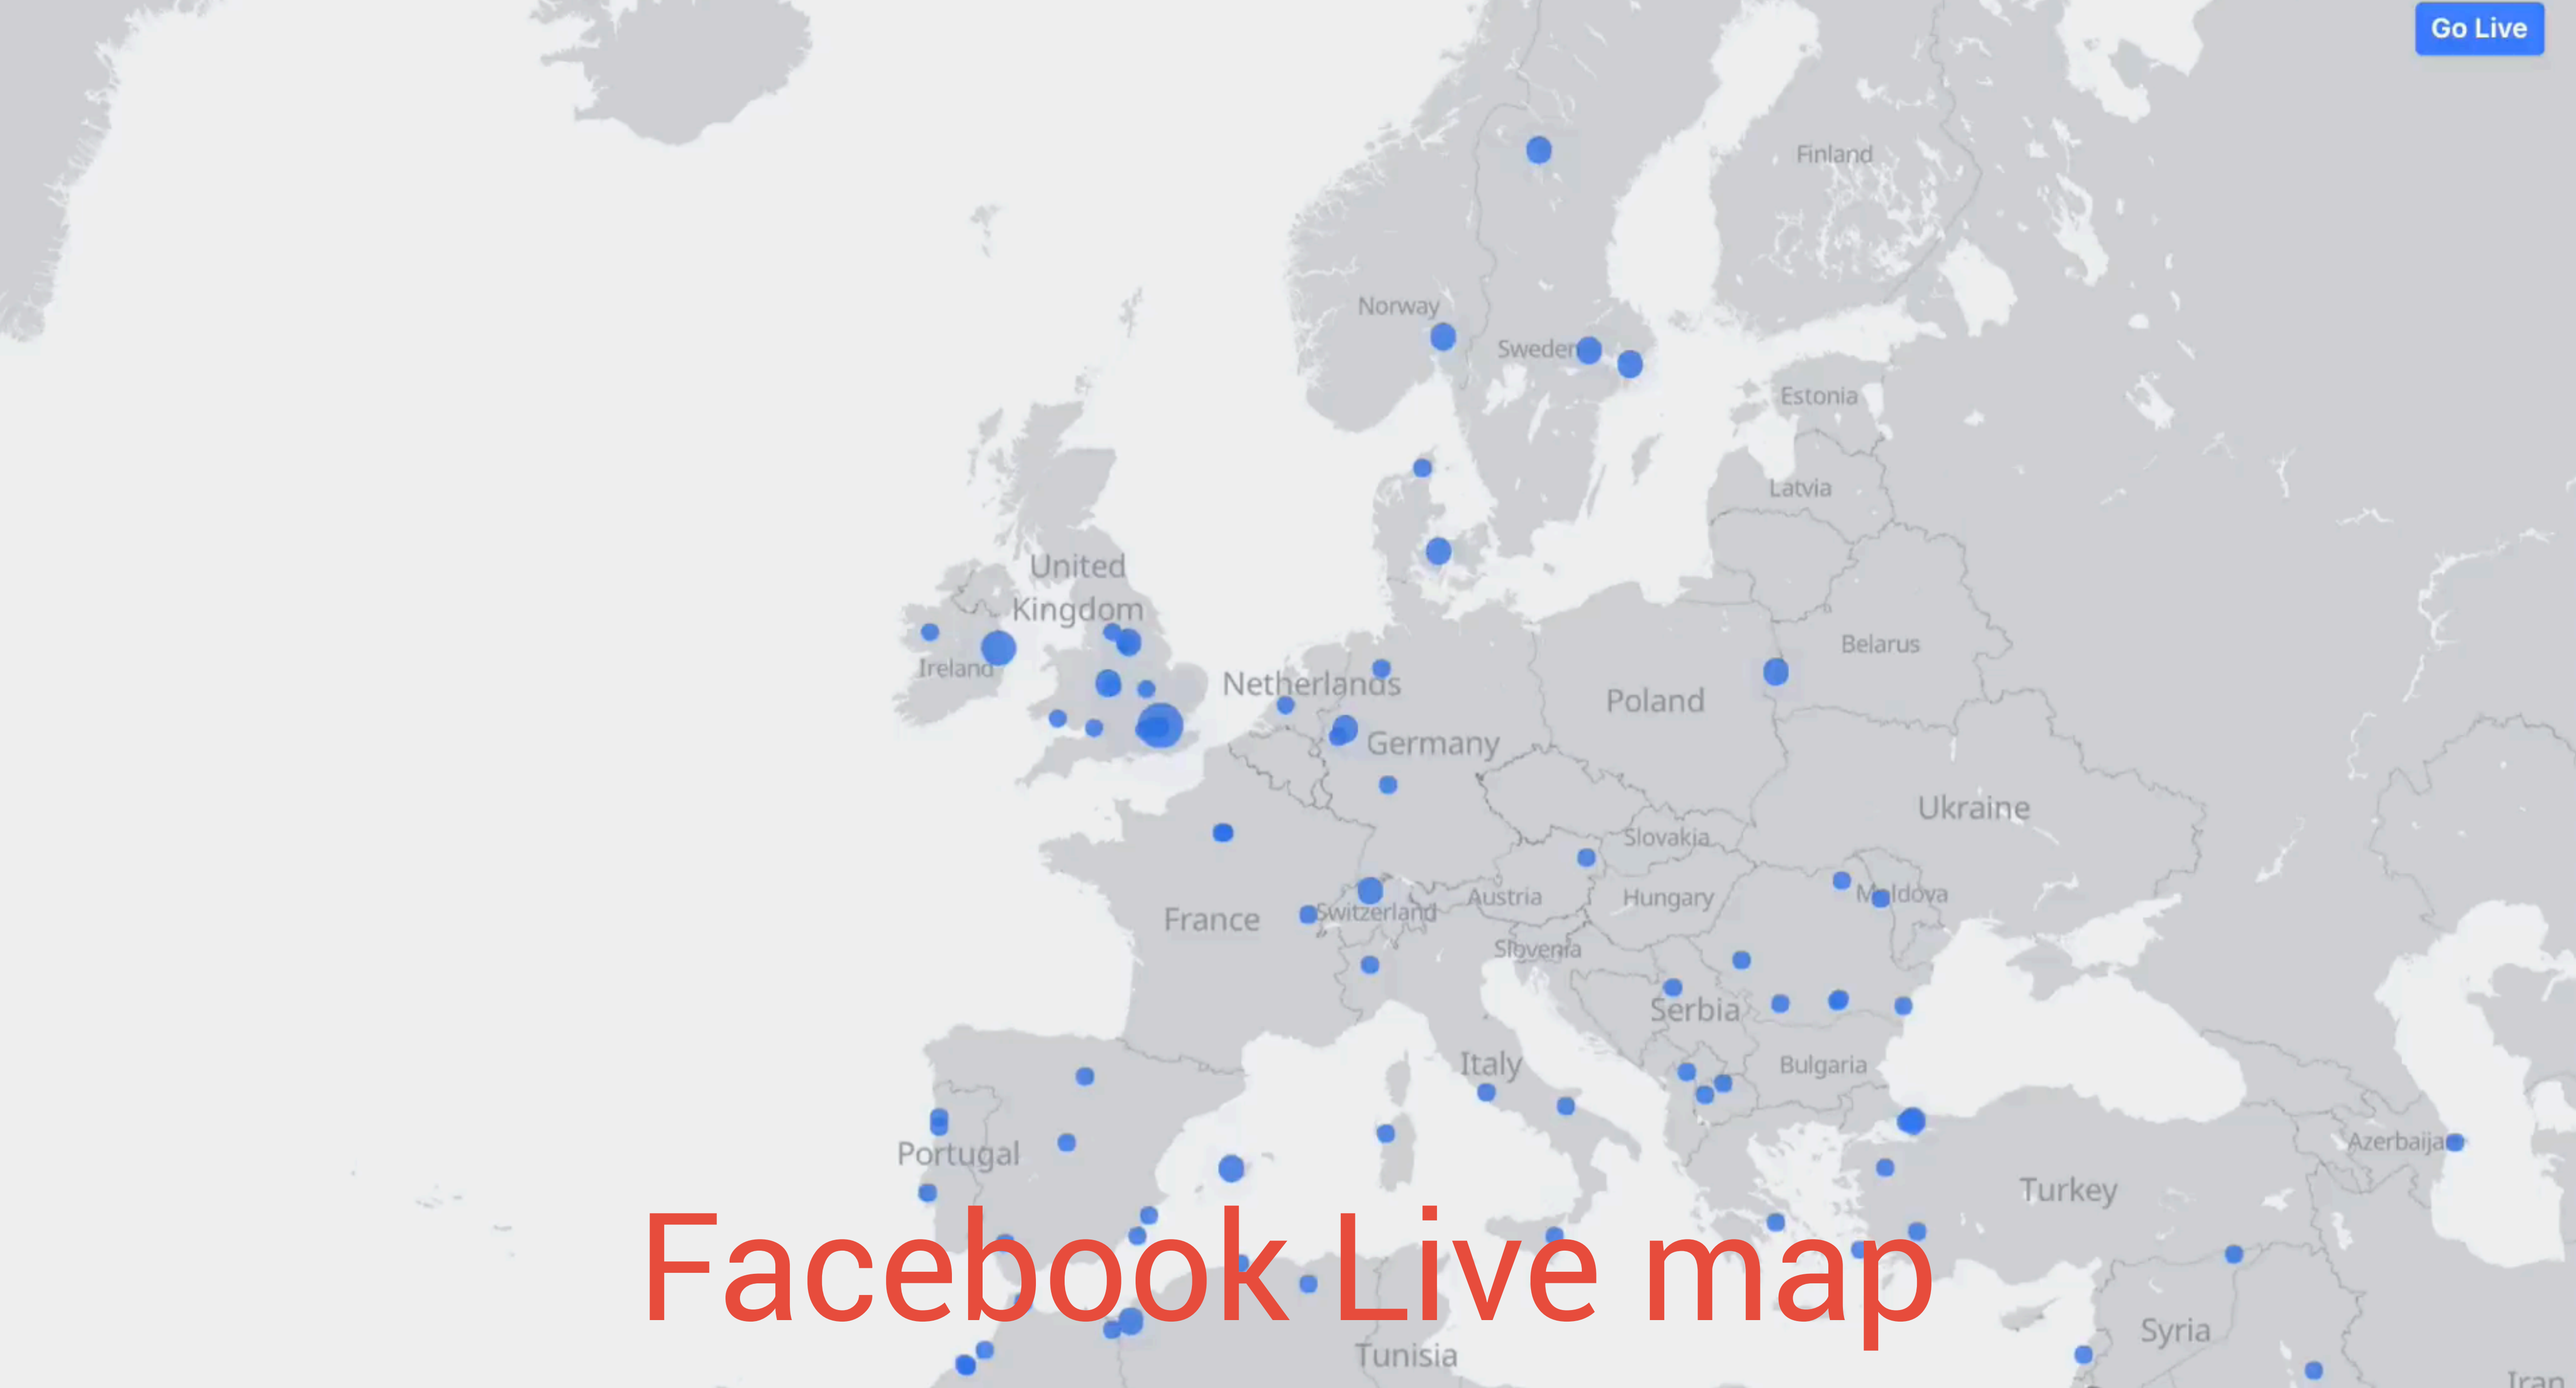 Go Live
Finland
Norway
Sweden
Estonia
Latvia
United
Kingdom
Ireland
Belarus
Netherlands
Poland
Germany
Ukraine
Slovakia
Moldova
Austria
Hungary
France
Switzerland
Slovenia
Serbia
Italy
Bulgaria
Azerbaijan
Portugal
Turkey
Facebook Live map
Syria
Tunisia
Iran